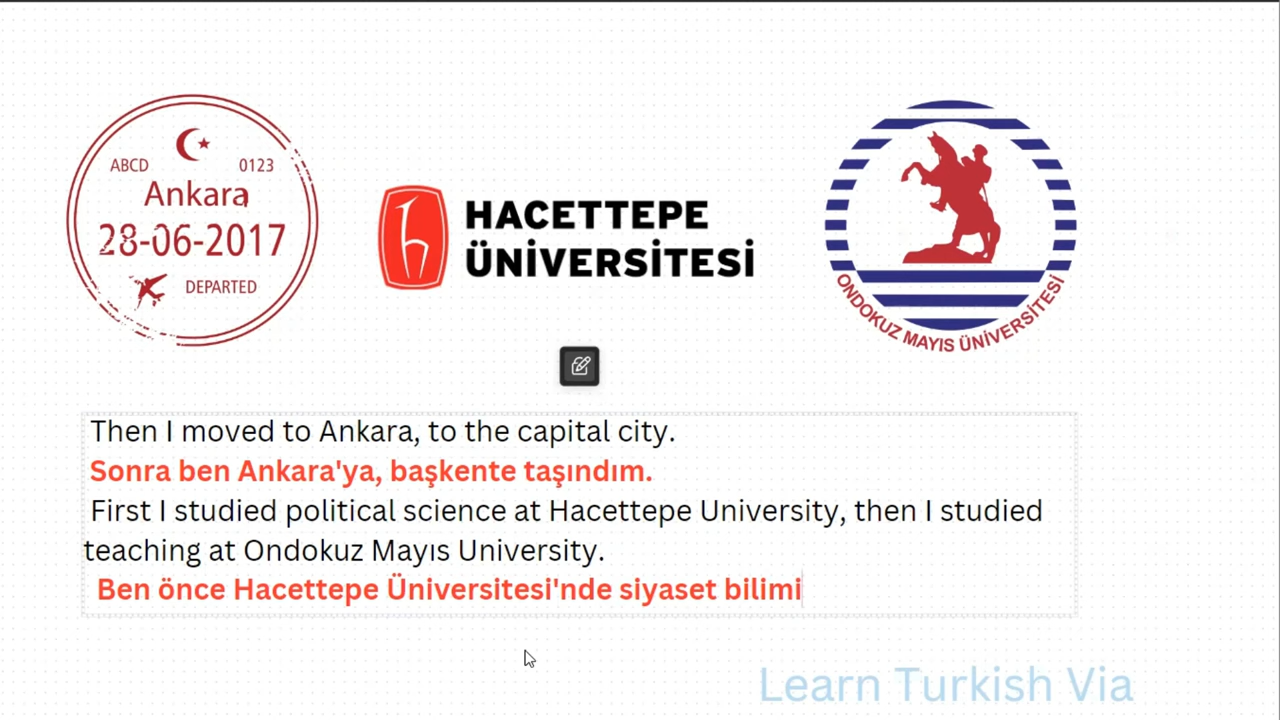 ABCD 0123
Ankara
28-06-2017
DEPARTED
HACETTEPE
ÜNİVERSİTESİ
ONDOKUZ MAYIS ÜNİVERSİTESİ
Then I moved to Ankara, to the capital city.
Sonra ben Ankara'ya, başkente taşındım.
First I studied political science at Hacettepe University, then I studied
teaching at Ondokuz Mayıs University.
Ben önce Hacettepe Üniversitesi'nde siyaset bilimi
Learn Turkish Via